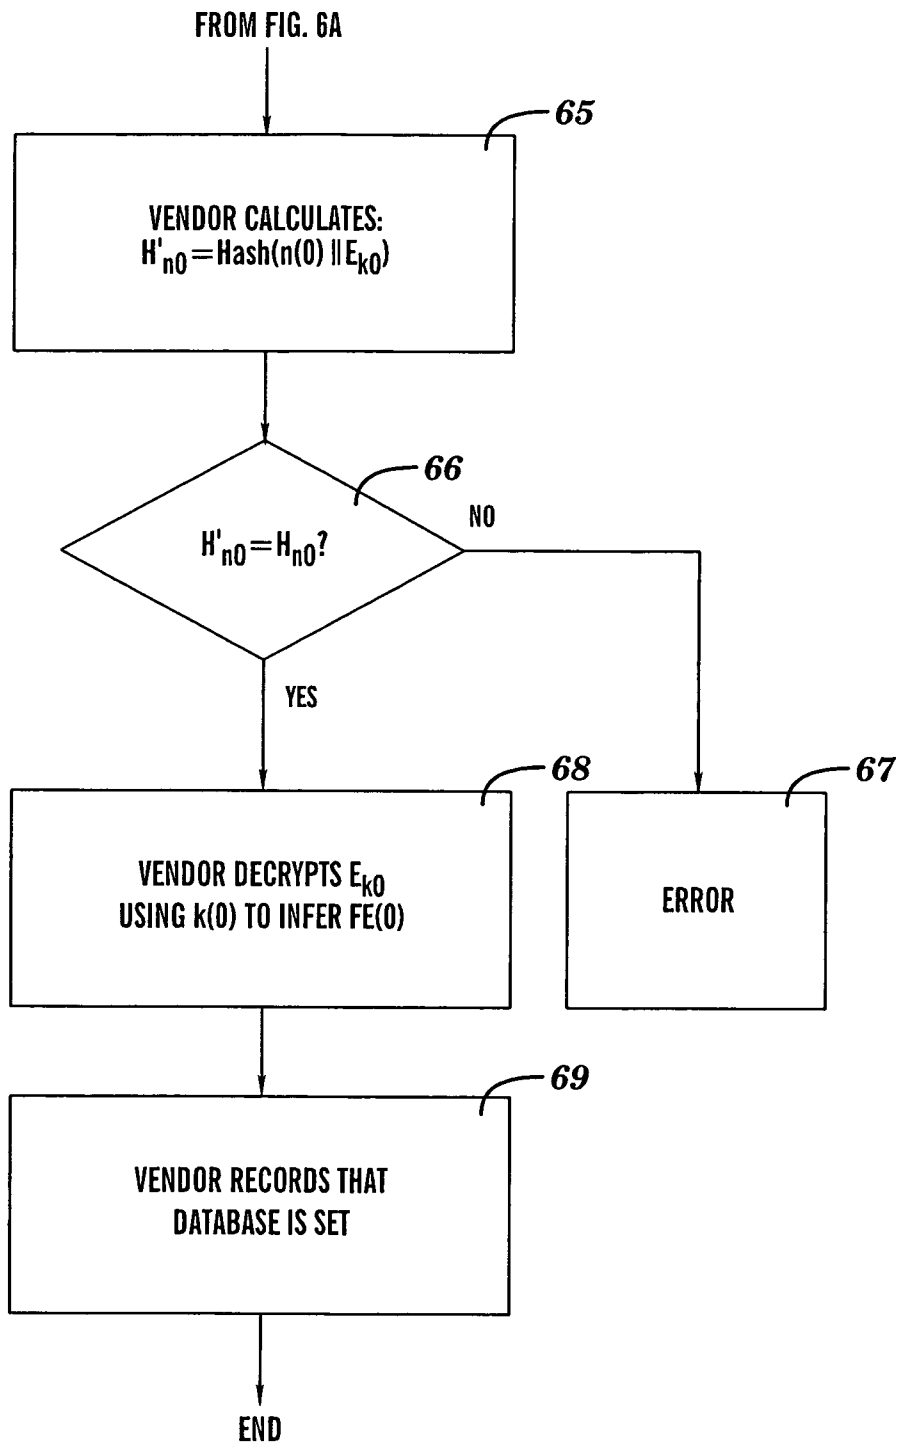 FROM FIG. 6A
65
VENDOR CALCULATES:
H'n0=Hash(n(0) ||Ek0)
66
H'n0=Hn0?
NO
YES
68
67
VENDOR DECRYPTS Ek0
USING k(0) TO INFER FE(0)
ERROR
69
VENDOR RECORDS THAT
DATABASE IS SET
END